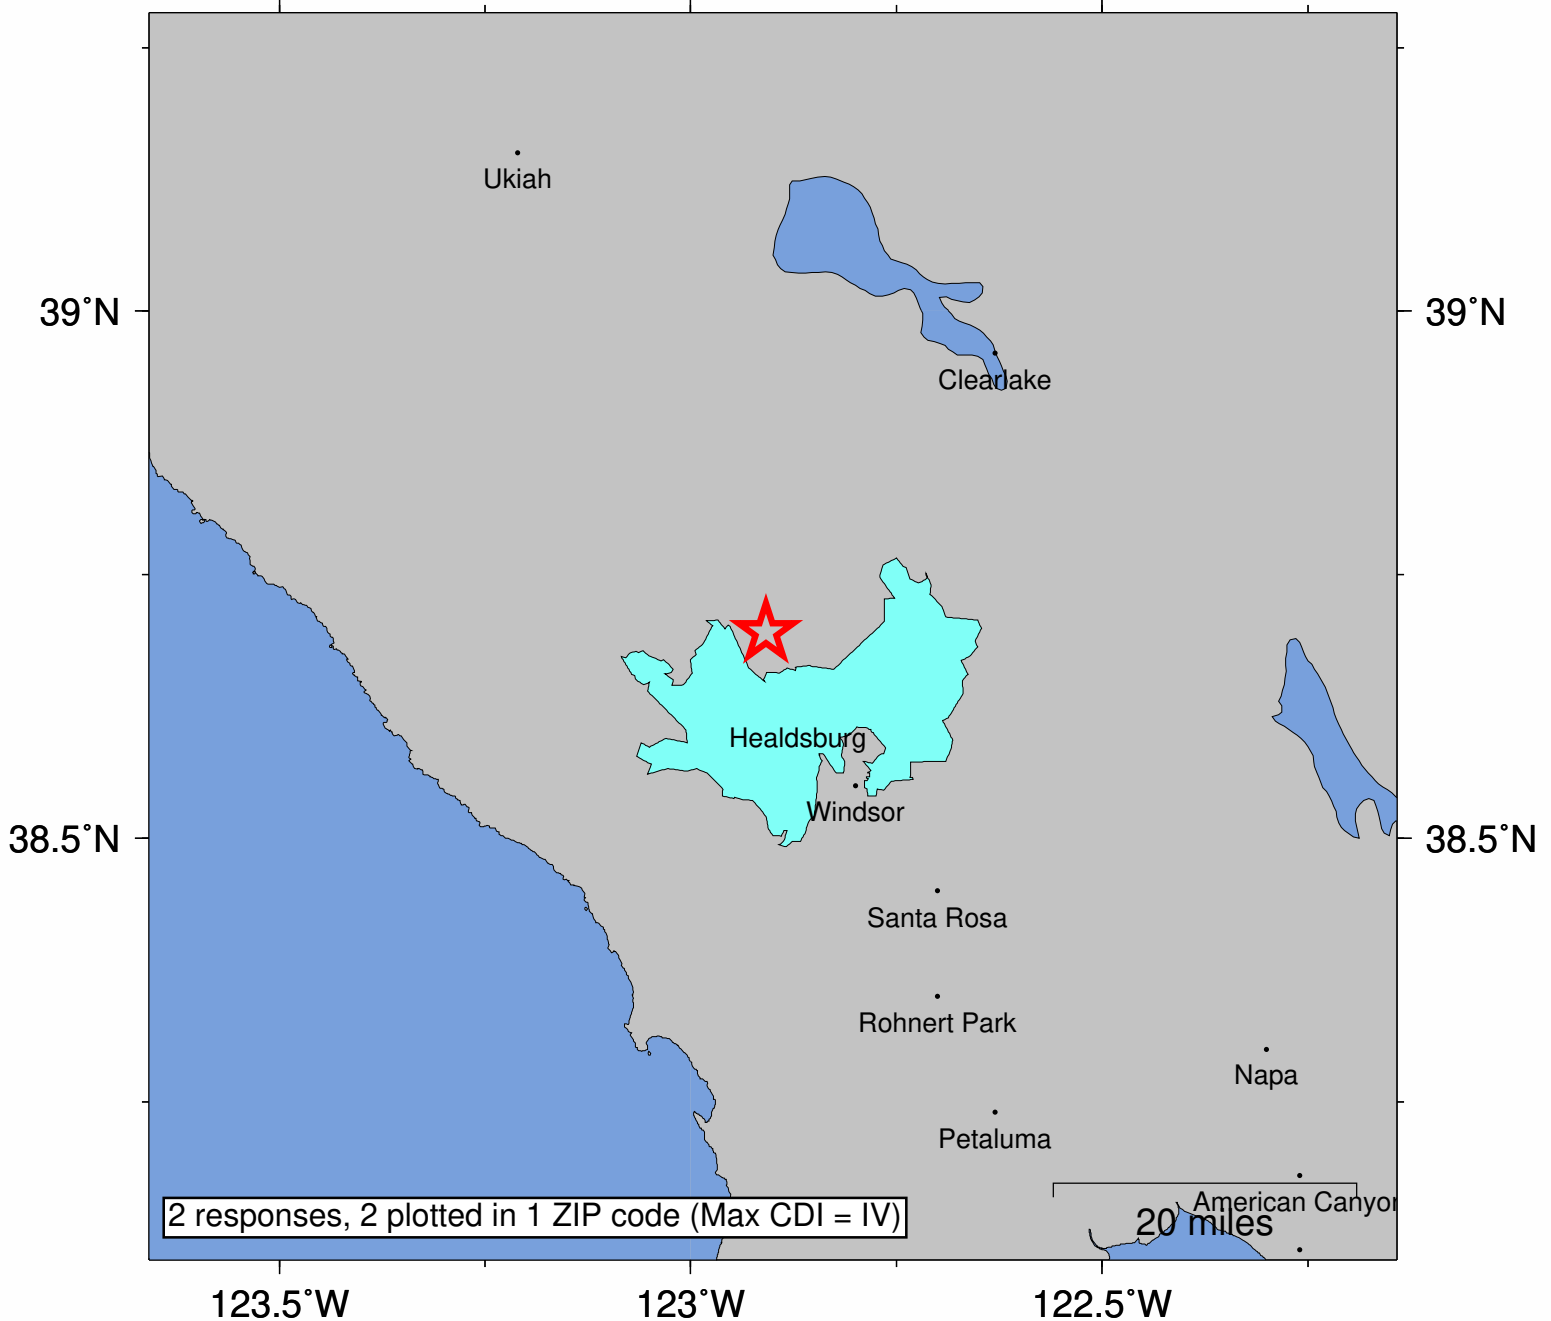 Ukiah
39°N
39°N
Clearlake
Healdsburg
Windsor
38.5°N
38.5°N
Santa Rosa
Rohnert Park
Napa
Petaluma
American Canyon
2 responses, 2 plotted in 1 ZIP code (Max CDI = IV)
20 miles
123.5°W
123°W
122.5°W